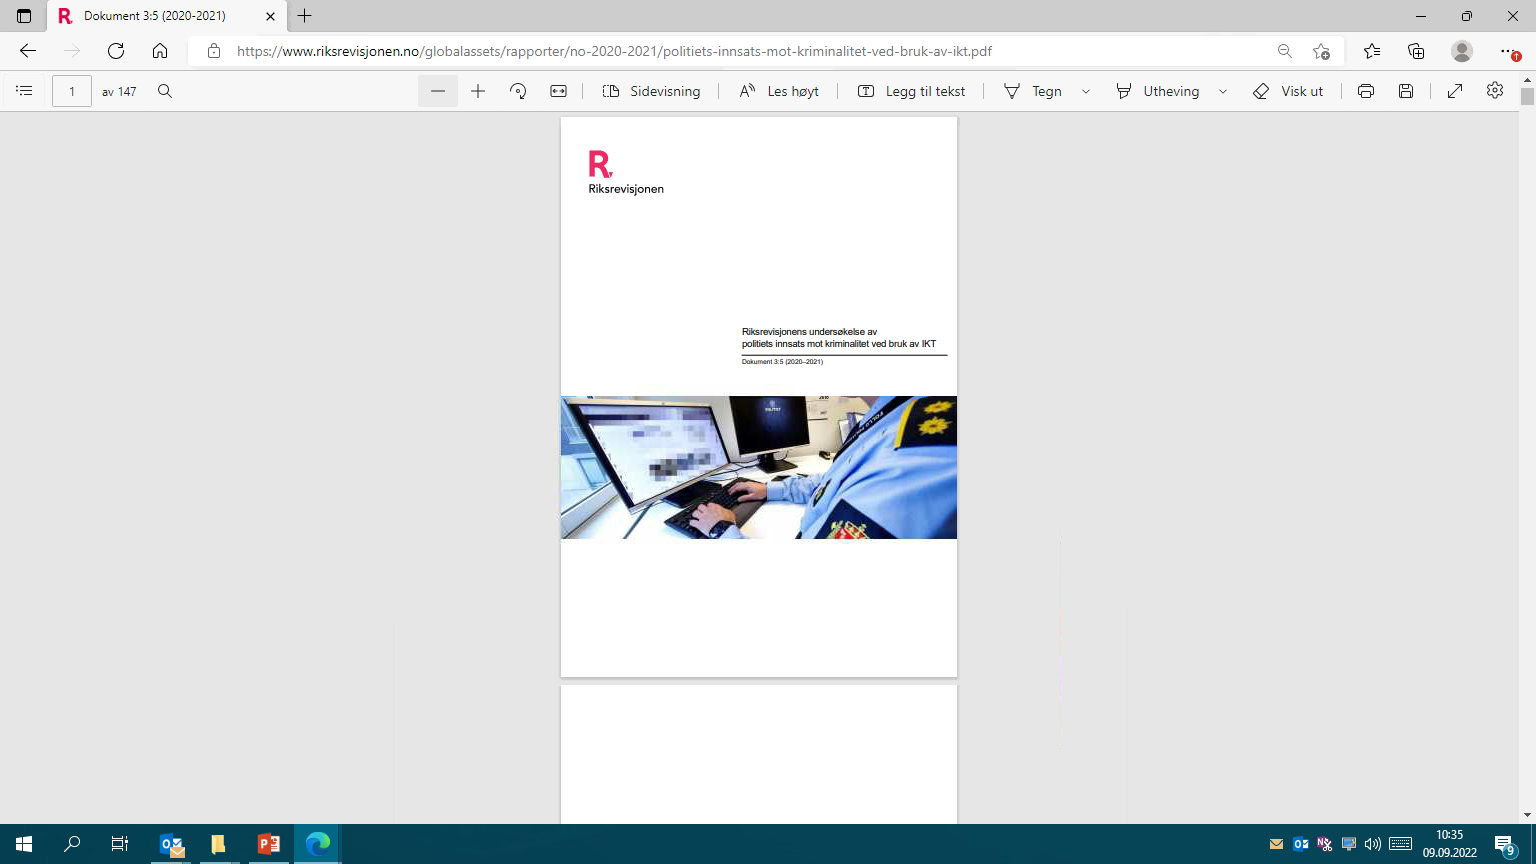 Dokument 3:5 (2020-2021)
https://www.riksrevisjonen.no/globalassets/rapporter/no-2020-2021/politiets-innsats-mot-kriminalitet-ved-bruk-av-ikt.pdf
1 av 147
Sidevisning
Les høyt
Legg til tekst
Tegn
Utheving
Visk ut
R
Riksrevisjonen
Riksrevisjonens undersøkelse av
politiets innsats mot kriminalitet ved bruk av IKT
Dokument 3:5 (2020–2021)
POLITIET
10:35
09.09.2022
9